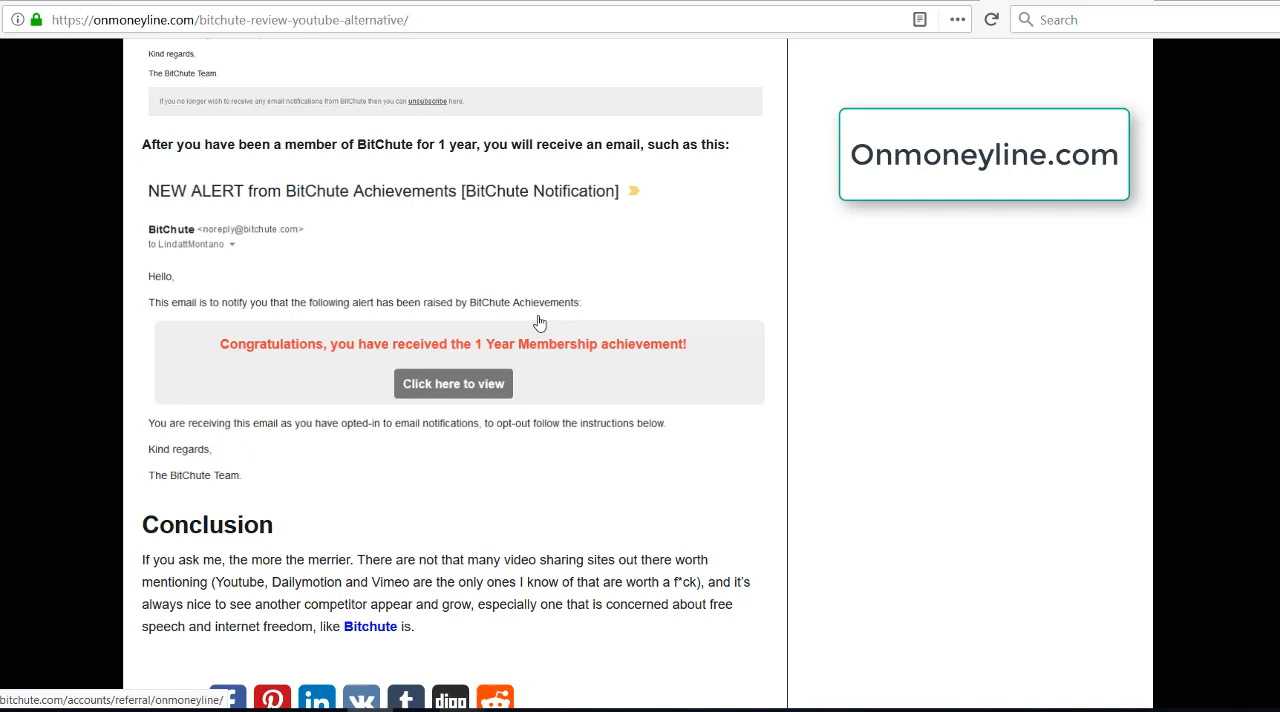 https://onmoneyline.com/bitchute-review-youtube-alternative/
Search
Kind regards,
The BitChute Team
If you no longer wish to receive any email notifications from BitChute then you can unsubscribe here.
After you have been a member of BitChute for 1 year, you will receive an email, such as this:
Onmoneyline.com
NEW ALERT from BitChute Achievements [BitChute Notification]
BitChute <noreply@bitchute.com>
to LindattMontano
Hello,
This email is to notify you that the following alert has been raised by BitChute Achievements:
Congratulations, you have received the 1 Year Membership achievement!
Click here to view
You are receiving this email as you have opted-in to email notifications, to opt-out follow the instructions below.
Kind regards,
The BitChute Team.
Conclusion
If you ask me, the more the merrier. There are not that many video sharing sites out there worth
mentioning (Youtube, Dailymotion and Vimeo are the only ones I know of that are worth a f*ck), and it's
always nice to see another competitor appear and grow, especially one that is concerned about free
speech and internet freedom, like Bitchute is.
bitchute.com/accounts/referral/onmoneyline/
f in t digg